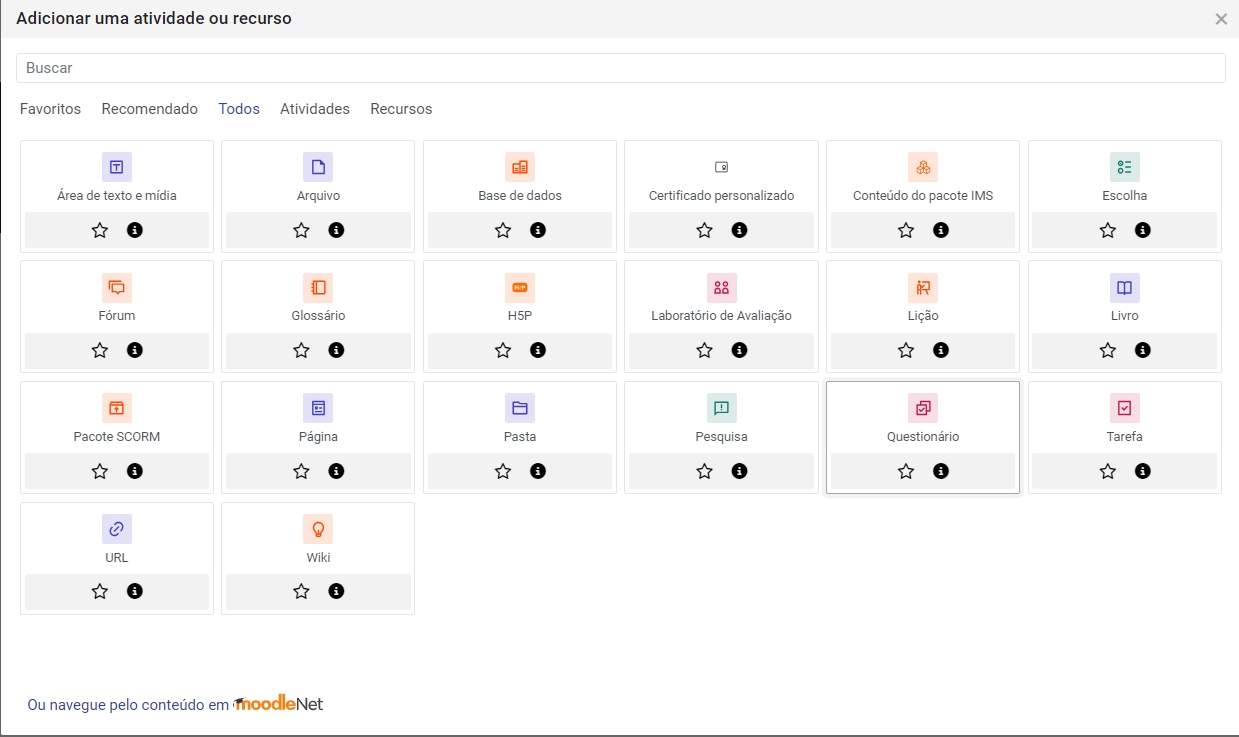 Adicionar uma atividade ou recurso
Buscar
Favoritos Recomendado Todos Atividades Recursos
Área de texto e mídia
Arquivo
Base de dados
Certificado personalizado
Conteúdo do pacote IMS
Escolha
Fórum
Glossário
H5P
Laboratório de Avaliação
Lição
Livro
Pacote SCORM
Página
Pasta
Pesquisa
Questionário
Tarefa
URL
Wiki
Ou navegue pelo conteúdo em moodleNet